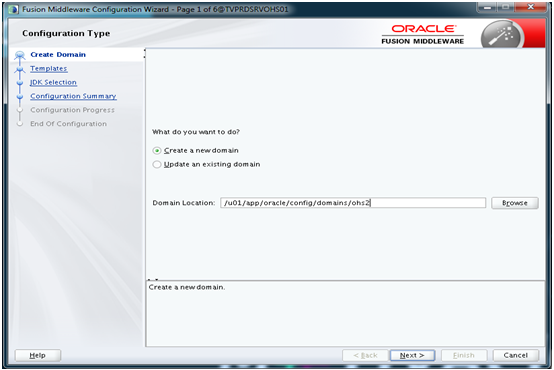 Fusion Middleware Configuration Wizard - Page 1 of 6@TVPRDSRVOHS01
Configuration Type
ORACLE
FUSION MIDDLEWARE
Create Domain
Templates
JDK Selection
Configuration Summary
Configuration Progress
End Of Configuration
What do you want to do?
Create a new domain
Update an existing domain
Domain Location: /u01/app/oracle/config/domains/ohs2 Browse
Create a new domain.
Help < Back Next > Finish Cancel